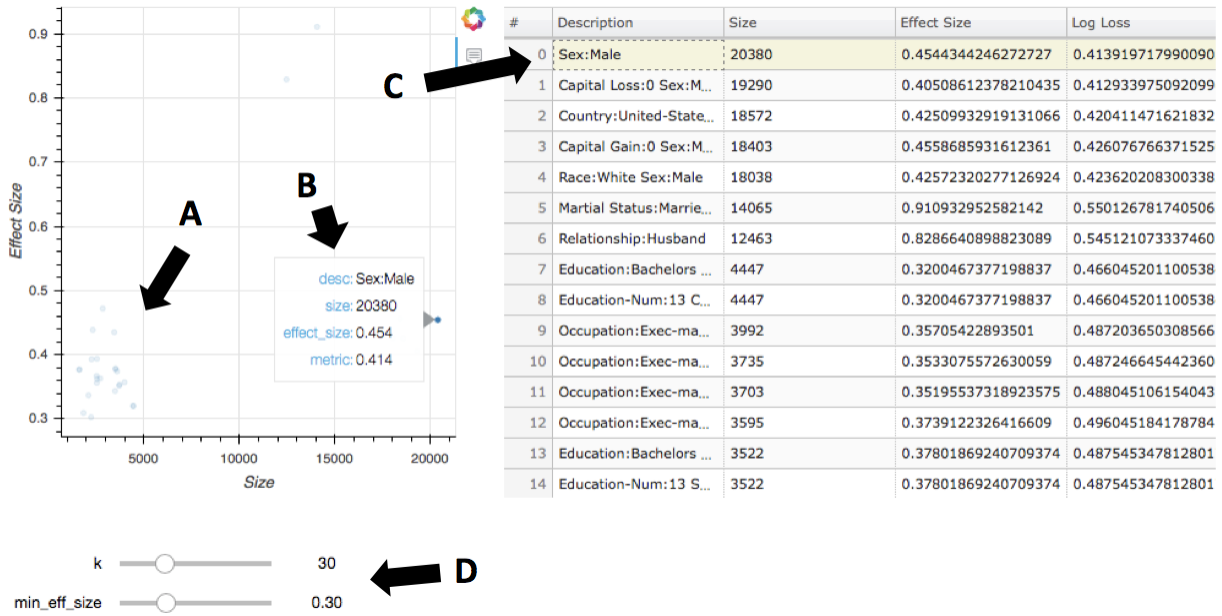 0.9
0.8
0.7
0.6
0.5
0.4
0.3
Effect Size
5000
10000
15000
20000
Size
A
B
desc: Sex:Male
size: 20380
effect_size: 0.454
metric: 0.414
C
# Description Size Effect Size Log Loss
0 Sex:Male 20380 0.4544344246272727 0.413919717990090
1 Capital Loss:0 Sex:M... 19290 0.40508612378210435 0.412933975092099
2 Country:United-State... 18572 0.42509932919131066 0.420411471621832
3 Capital Gain:0 Sex:M... 18403 0.4558685931612361 0.426076766371525
4 Race:White Sex:Male 18038 0.42572320277126924 0.423620208300338
5 Martial Status:Marrie... 14065 0.910932952582142 0.550126781740506
6 Relationship:Husband 12463 0.8286640898823089 0.545121073337460
7 Education:Bachelors ... 4447 0.3200467377198837 0.466045201100538
8 Education-Num:13 C... 4447 0.3200467377198837 0.466045201100538
9 Occupation:Exec-ma... 3992 0.35705422893501 0.487203650308566
10 Occupation:Exec-ma... 3735 0.35330755572630059 0.487246645442360
11 Occupation:Exec-ma... 3703 0.35195537318923575 0.488045106154043
12 Occupation:Exec-ma... 3595 0.3739122326416609 0.496045184178784
13 Education:Bachelors ... 3522 0.37801869240709374 0.487545347812801
14 Education-Num:13 S... 3522 0.37801869240709374 0.487545347812801
k 30
min_eff_size 0.30
D